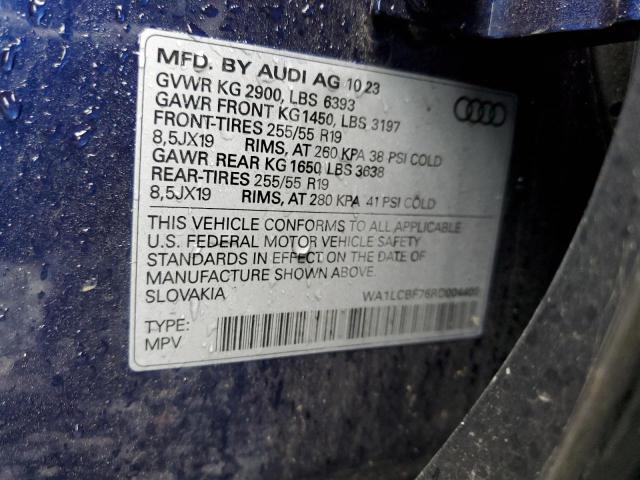 MFD. BY AUDI AG 10 23
GVWR KG 2900, LBS 6393
GAWR FRONT KG 1450, LBS 3197
FRONT-TIRES 255/55 R19
8,5JX19 RIMS, AT 260 KPA 38 PSI COLD
GAWR REAR KG 1650, LBS 3638
REAR-TIRES 255/55 R19
8,5JX19 RIMS, AT 280 KPA 41 PSI COLD
THIS VEHICLE CONFORMS TO ALL APPLICABLE
U.S. FEDERAL MOTOR VEHICLE SAFETY
STANDARDS IN EFFECT ON THE DATE OF
MANUFACTURE SHOWN ABOVE.
SLOVAKIA
TYPE:
MPV